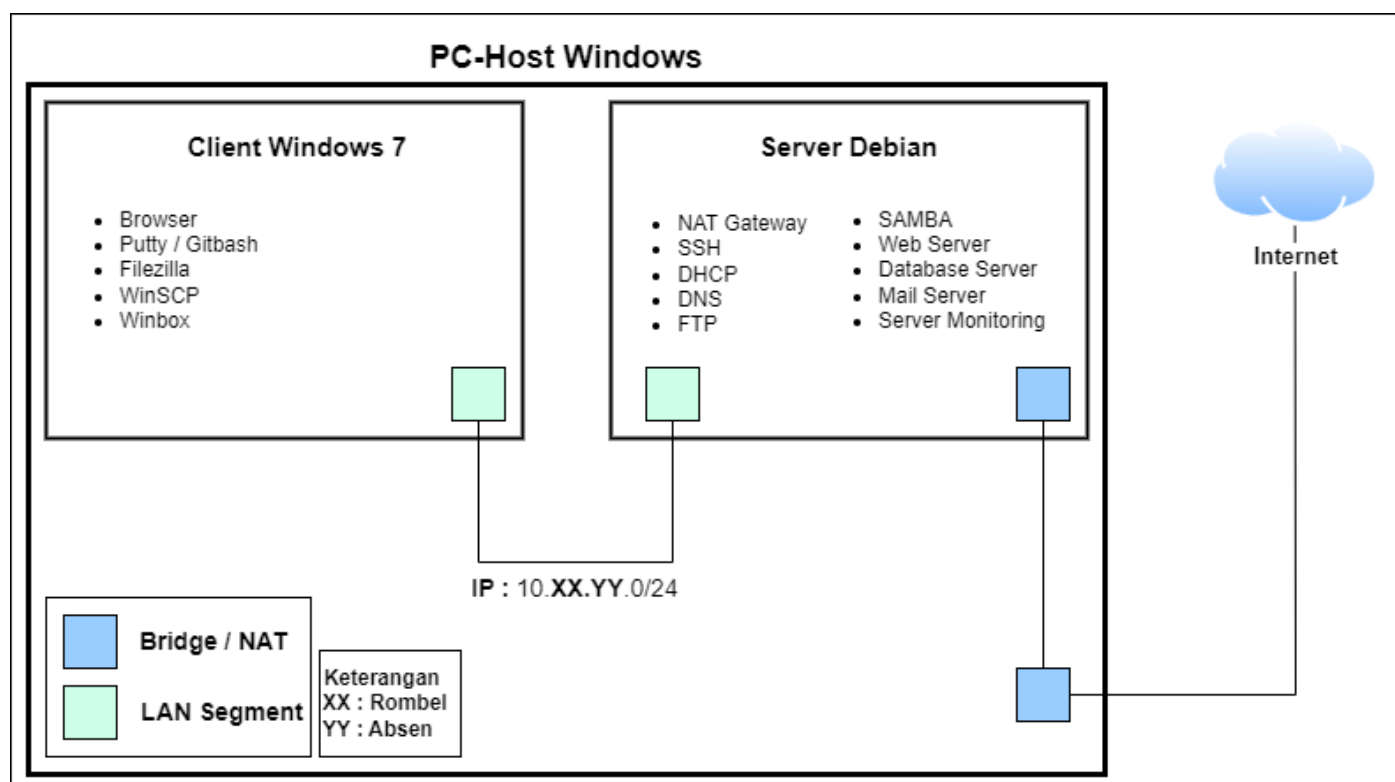 PC-Host Windows
Client Windows 7
Browser
Putty / Gitbash
Filezilla
WinSCP
Winbox
Server Debian
NAT Gateway
SSH
DHCP
DNS
FTP
SAMBA
Web Server
Database Server
Mail Server
Server Monitoring
Internet
IP : 10.XX.YY.0/24
Bridge / NAT
LAN Segment
Keterangan
XX : Rombel
YY : Absen